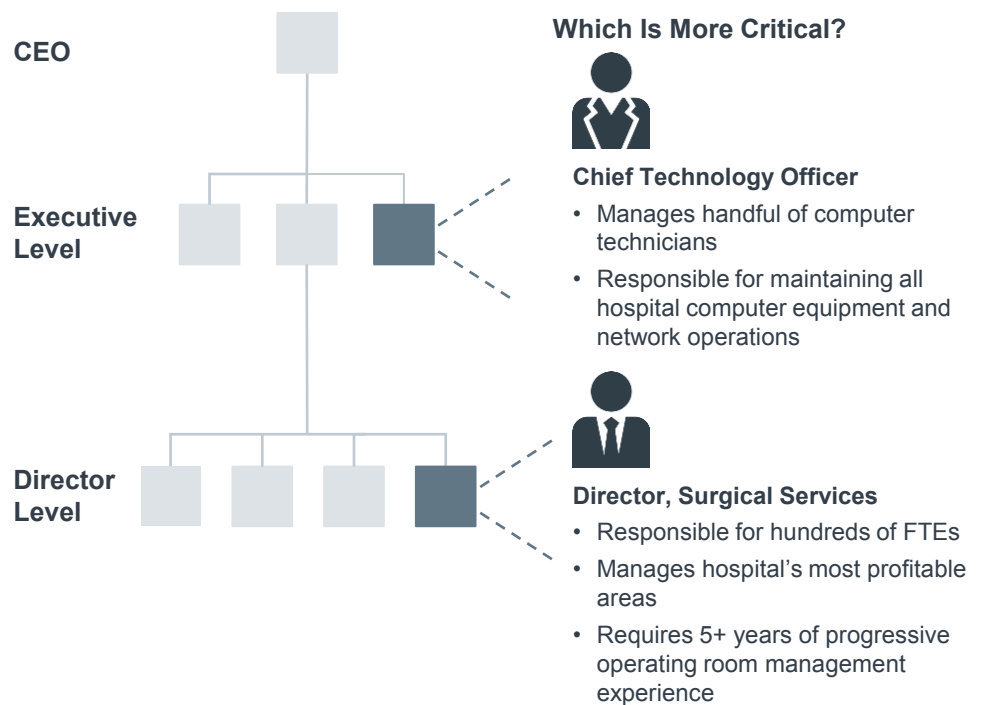 CEO
Executive
Level
Director
Level
Which Is More Critical?
Chief Technology Officer
• Manages handful of computer
technicians
• Responsible for maintaining all
hospital computer equipment and
network operations
Director, Surgical Services
• Responsible for hundreds of FTEs
• Manages hospital’s most profitable
areas
• Requires 5+ years of progressive
operating room management
experience